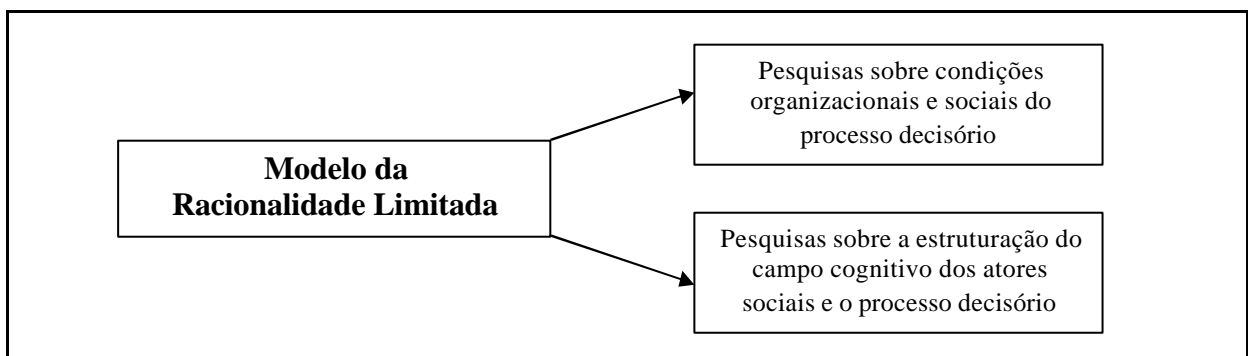 Modelo da
Racionalidade Limitada
Pesquisas sobre condições
organizacionais e sociais do
processo decisório
Pesquisas sobre a estruturação do
campo cognitivo dos atores
sociais e o processo decisório